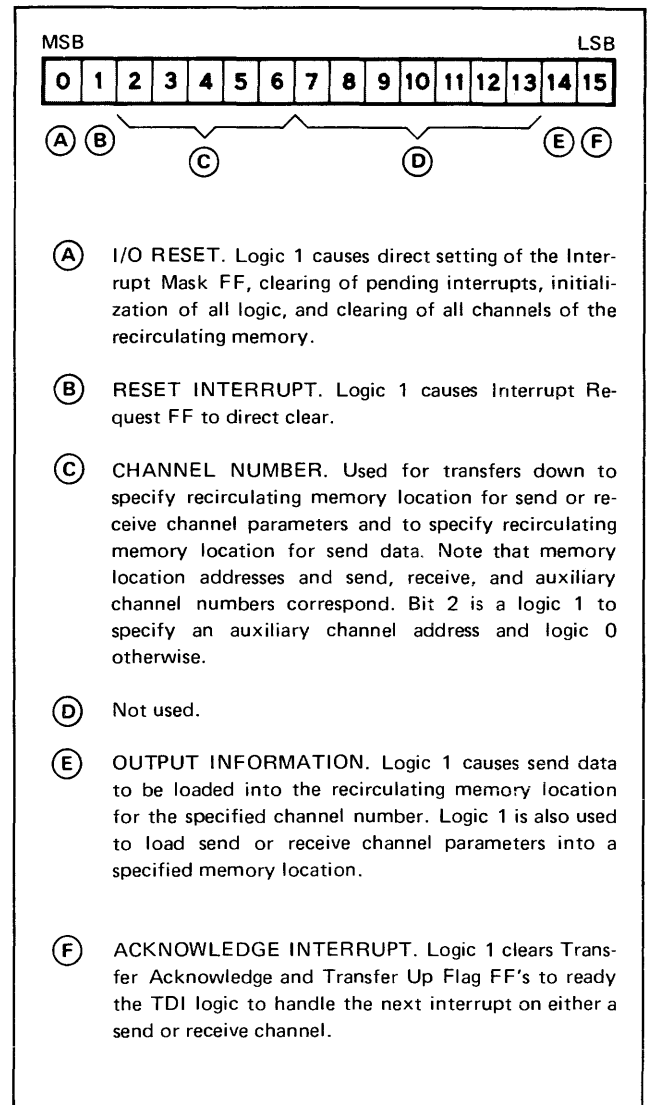 MSB LSB
0 1 2 3 4 5 6 7 8 9 10 11 12 13 14 15
A B C D E F
A I/O RESET. Logic 1 causes direct setting of the Inter-
rupt Mask FF, clearing of pending interrupts, initiali-
zation of all logic, and clearing of all channels of the
recirculating memory.
B RESET INTERRUPT. Logic 1 causes Interrupt Re-
quest FF to direct clear.
C CHANNEL NUMBER. Used for transfers down to
specify recirculating memory location for send or re-
ceive channel parameters and to specify recirculating
memory location for send data. Note that memory
location addresses and send, receive, and auxiliary
channel numbers correspond. Bit 2 is a logic 1 to
specify an auxiliary channel address and logic 0
otherwise.
D Not used.
E OUTPUT INFORMATION. Logic 1 causes send data
to be loaded into the recirculating memory location
for the specified channel number. Logic 1 is also used
to load send or receive channel parameters into a
specified memory location.
F ACKNOWLEDGE INTERRUPT. Logic 1 clears Trans-
fer Acknowledge and Transfer Up Flag FF's to ready
the TDI logic to handle the next interrupt on either a
send or receive channel.